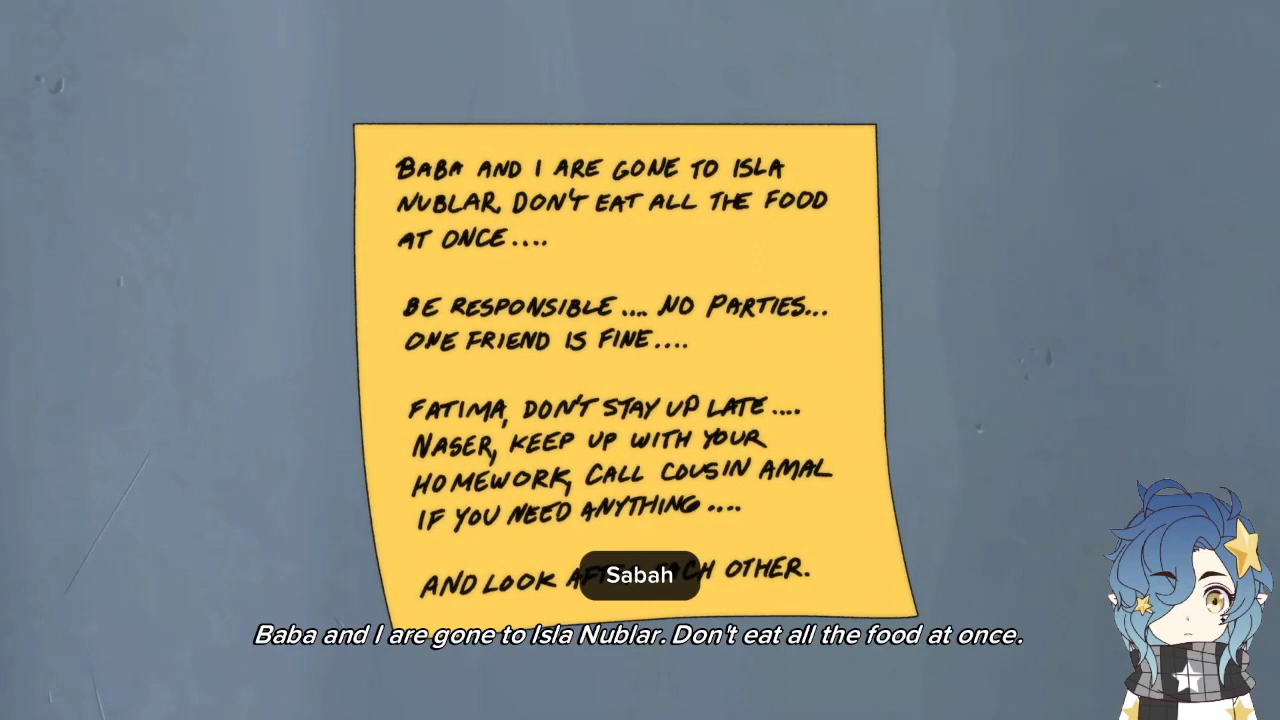 BABA AND I ARE GONE TO ISLA
NUBLAR. DON'T EAT ALL THE FOOD
AT ONCE....
BE RESPONSIBLE.... NO PARTIES...
ONE FRIEND IS FINE....
FATIMA, DON'T STAY UP LATE....
NASER, KEEP UP WITH YOUR
HOMEWORK, CALL COUSIN AMAL
IF YOU NEED ANYTHING....
AND LOOK OTHER.
Sabah
Baba and I are gone to Isla Nublar. Don't eat all the food at once.